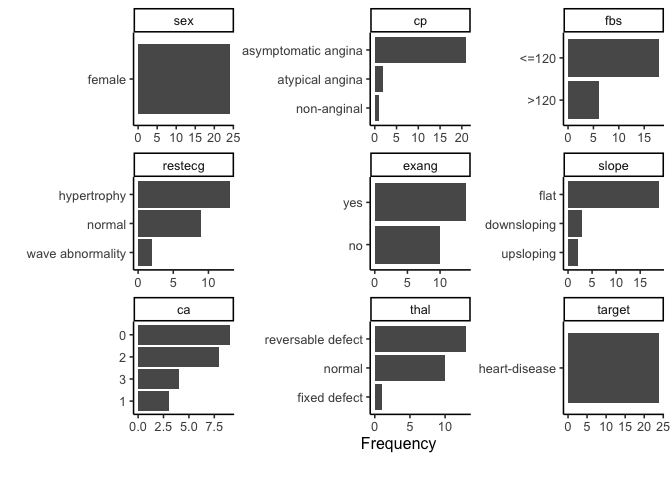 sex
female
0 5 10 15 20 25
cp
asymptomatic angina
atypical angina
non-anginal
0 5 10 15 20
fbs
<=120
>120
0 5 10 15
restecg
hypertrophy
normal
wave abnormality
0 5 10
exang
yes
no
0 5 10
slope
flat
downsloping
upsloping
0 5 10 15
ca
0
2
3
1
0.0 2.5 5.0 7.5
thal
reversable defect
normal
fixed defect
0 5 10
target
heart-disease
0 5 10 15 20 25
Frequency